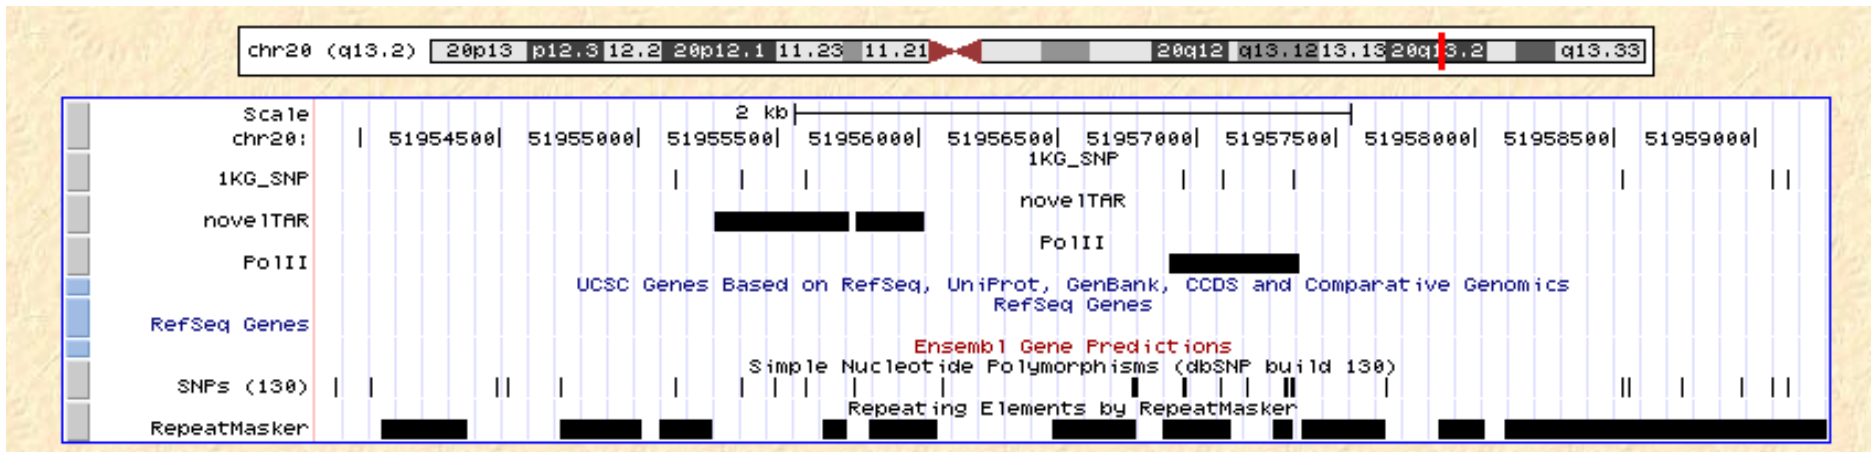 chr20 (q13.2) 20p13 p12.3 12.2 20p12.1 11.23 11.21 20q12 q13.12 13.13 20q13.2 q13.33
Scale 2 kb
chr20: 51954500 51955000 51955500 51956000 51956500 51957000 51957500 51958000 51958500 51959000
1KG_SNP
1KG_SNP
novelTAR
novelTAR
PolII
PolII
UCSC Genes Based on RefSeq, UniProt, GenBank, CCDS and Comparative Genomics
RefSeq Genes
RefSeq Genes
Ensembl Gene Predictions
Simple Nucleotide Polymorphisms (dbSNP build 130)
SNPs (130)
Repeating Elements by RepeatMasker
RepeatMasker